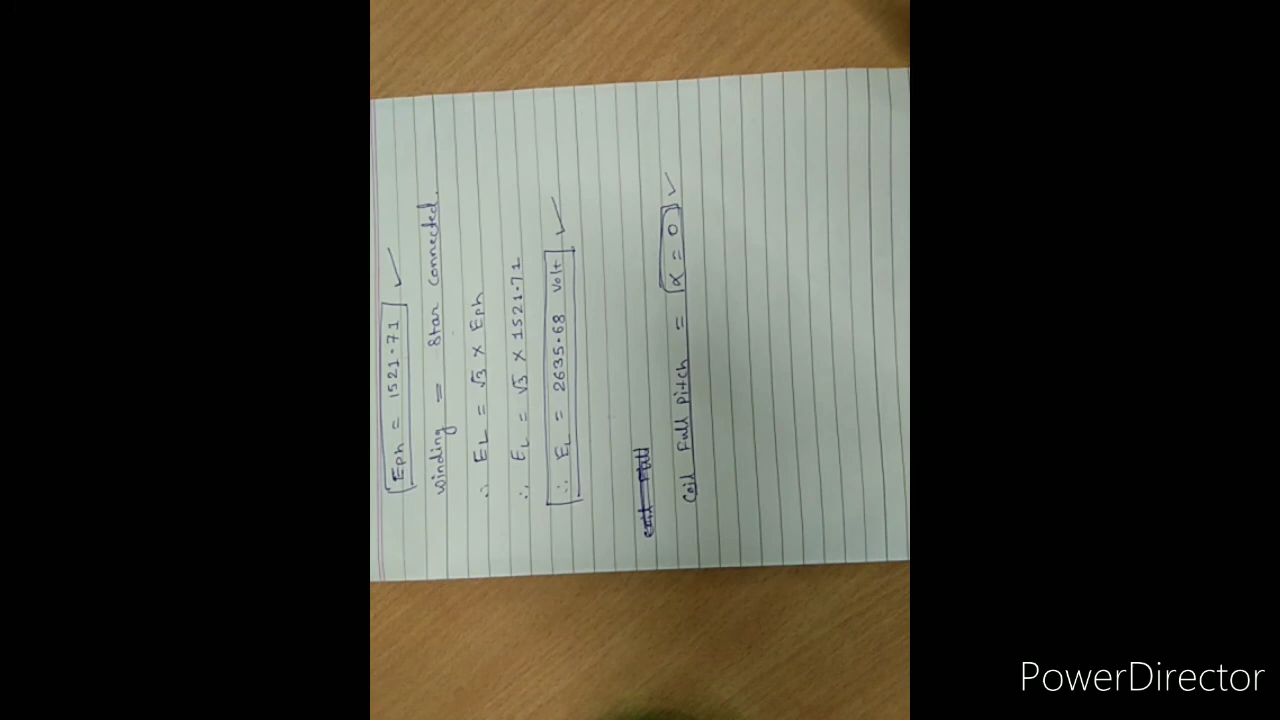 Eph = 1521.71
winding = Star connected.
∴ EL = √3 × Eph
∴ EL = √3 × 1521.71
∴ EL = 2635.68 Volt
Coil Full pitch = α = 0
PowerDirector